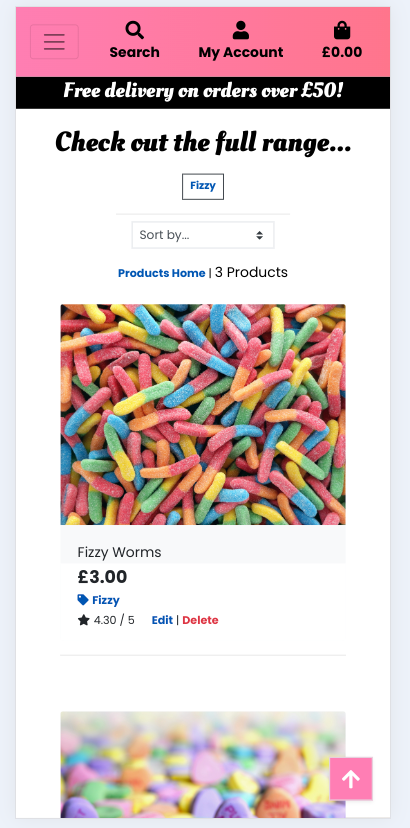 Search My Account £0.00
Free delivery on orders over £50!
Check out the full range...
Fizzy
Sort by...
Products Home | 3 Products
Fizzy Worms
£3.00
Fizzy
4.30 / 5 Edit | Delete